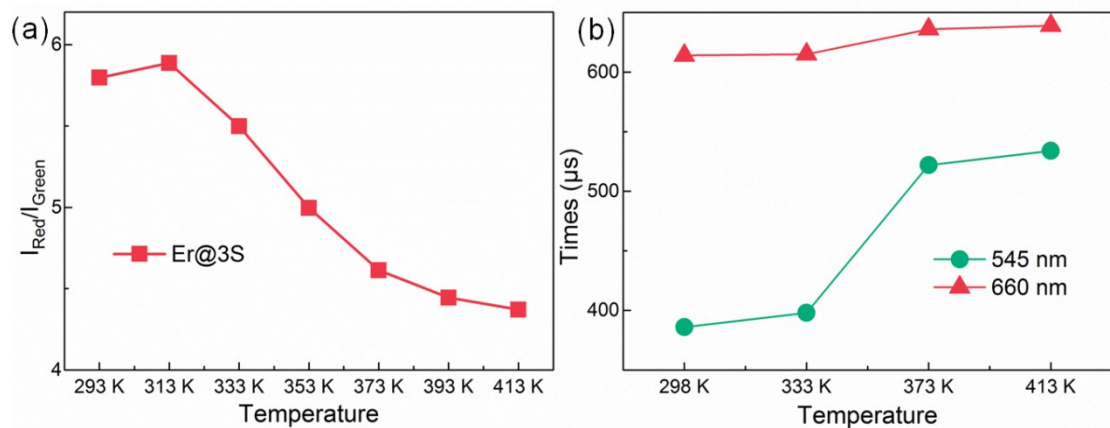 (a)
6
5
4
I_Red/I_Green
Er@3S
293 K 313 K 333 K 353 K 373 K 393 K 413 K
Temperature
(b)
600
500
400
Times (μs)
545 nm
660 nm
298 K 333 K 373 K 413 K
Temperature